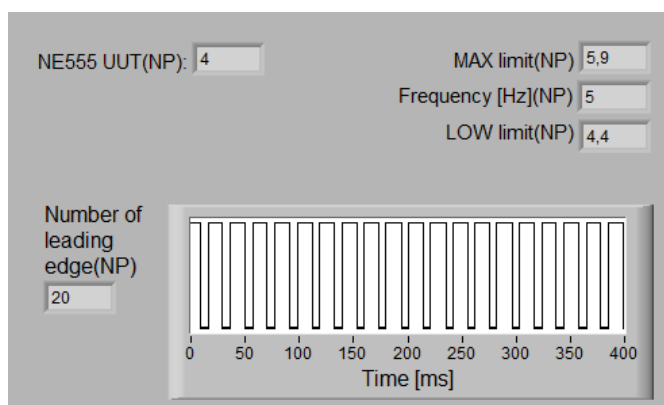 NE555 UUT(NP): 4
MAX limit(NP) 5,9
Frequency [Hz](NP) 5
LOW limit(NP) 4,4
Number of
leading
edge(NP)
20
0 50 100 150 200 250 300 350 400
Time [ms]